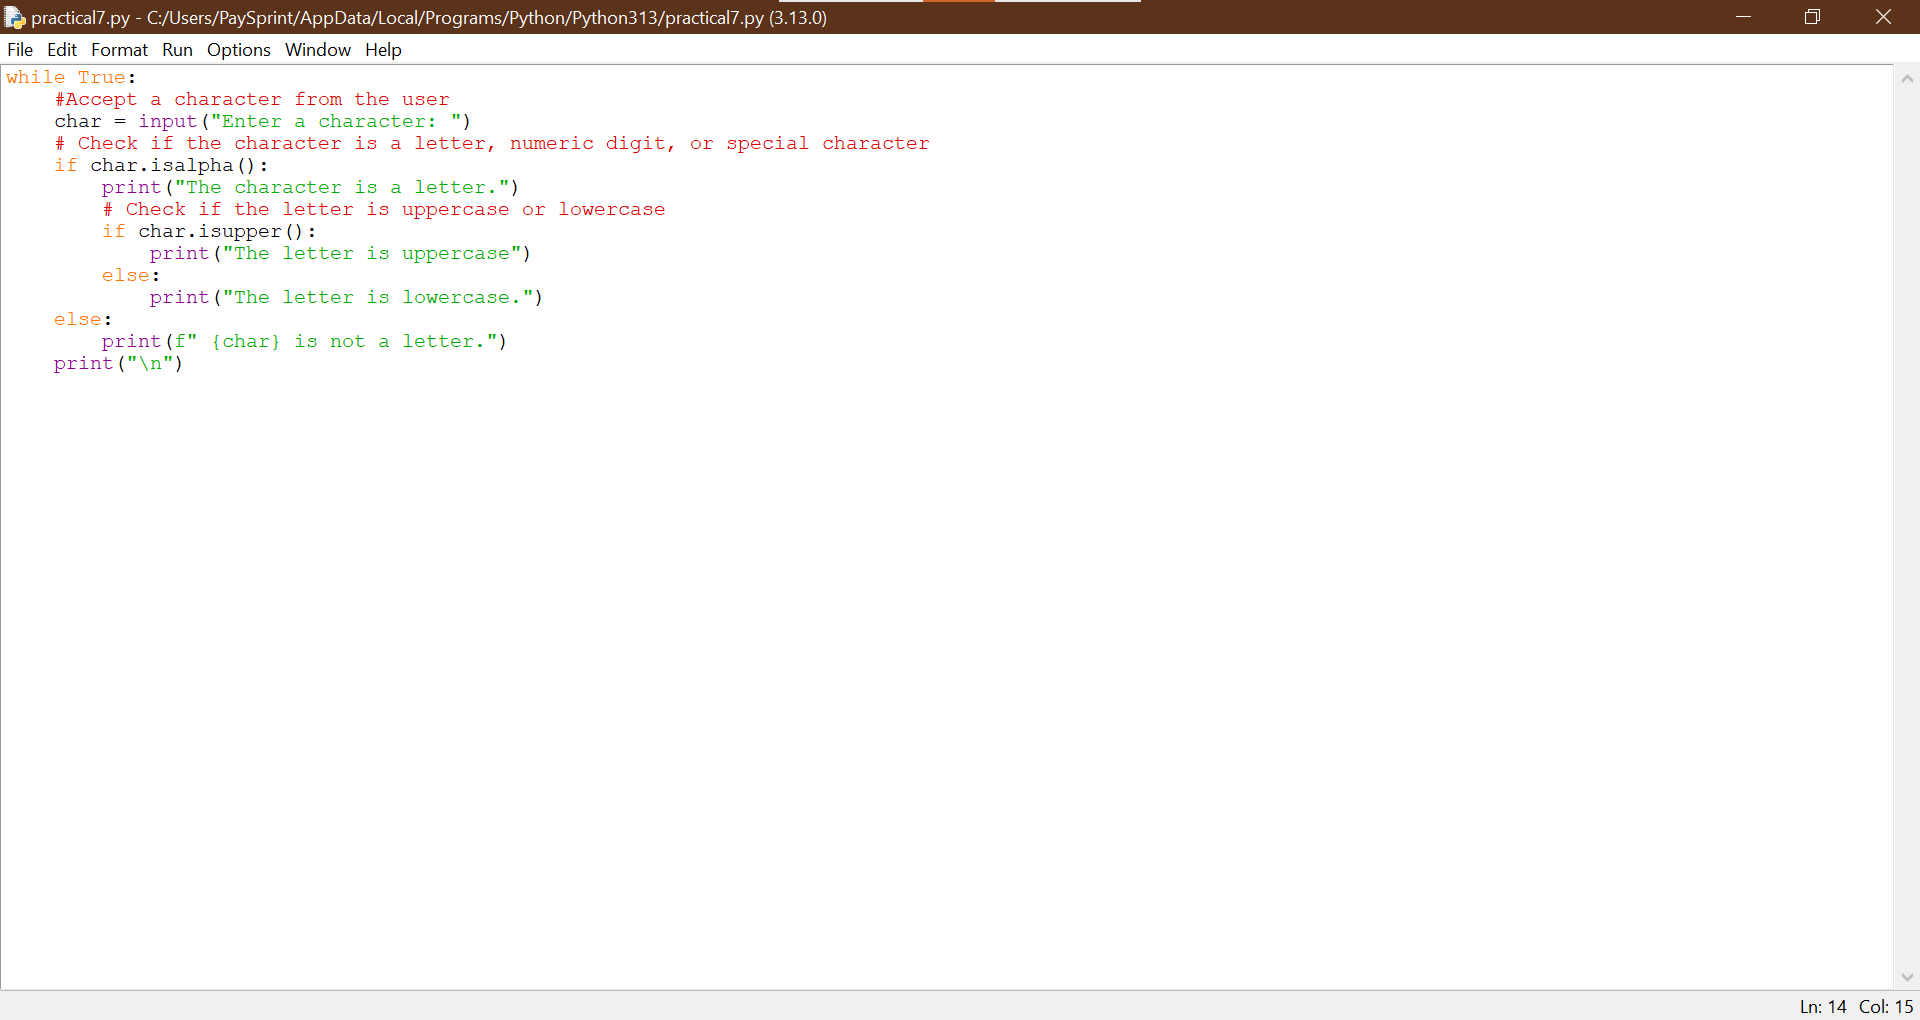 practical7.py - C:/Users/PaySprint/AppData/Local/Programs/Python/Python313/practical7.py (3.13.0)
File Edit Format Run Options Window Help
while True:
    #Accept a character from the user
    char = input("Enter a character: ")
    # Check if the character is a letter, numeric digit, or special character
    if char.isalpha():
        print("The character is a letter.")
        # Check if the letter is uppercase or lowercase
        if char.isupper():
            print("The letter is uppercase")
        else:
            print("The letter is lowercase.")
    else:
        print(f" {char} is not a letter.")
    print("\n")
Ln: 14 Col: 15